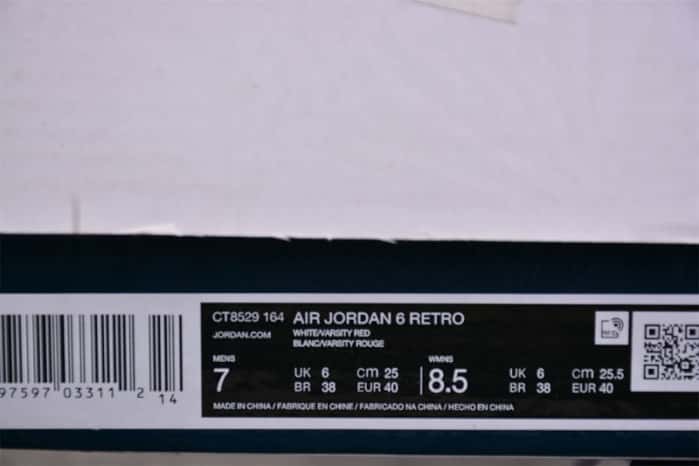 CT8529 164 AIR JORDAN 6 RETRO
JORDAN.COM WHITE/VARSITY RED
BLANC/VARSITY ROUGE
MENS WMNS
7 UK 6 cm 25 8.5 UK 6 cm 25.5
BR 38 EUR 40 BR 38 EUR 40
MADE IN CHINA / FABRIQUE EN CHINE / FABRICADO NA CHINA / HECHO EN CHINA
97597 03311 2
14